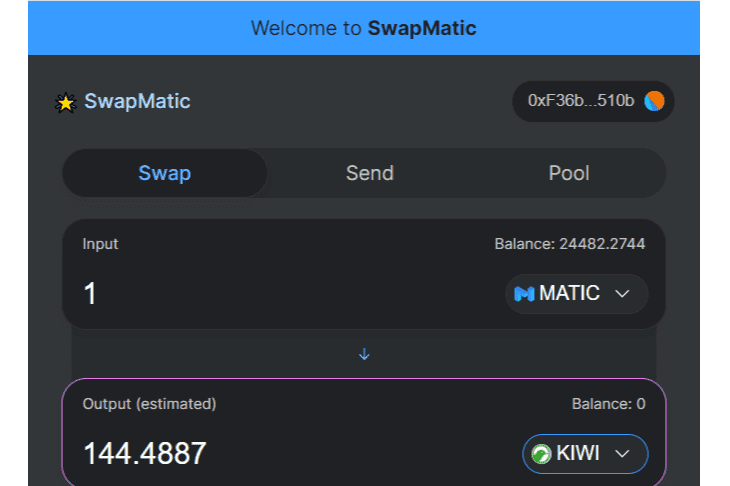 Welcome to SwapMatic
SwapMatic 0xF36b...510b
Swap Send Pool
Input Balance: 24482.2744
1 MATIC
Output (estimated) Balance: 0
144.4887 KIWI